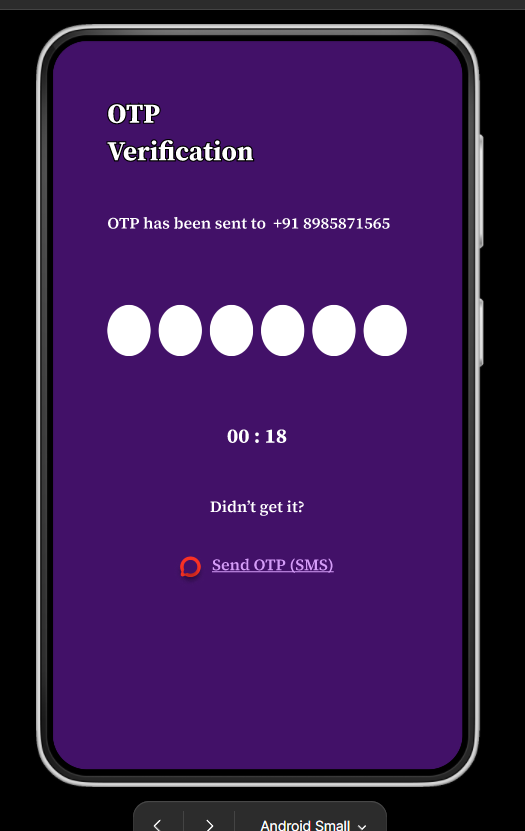 OTP
Verification
OTP has been sent to  +91 8985871565
00 : 18
Didn’t get it?
Send OTP (SMS)
Android Small